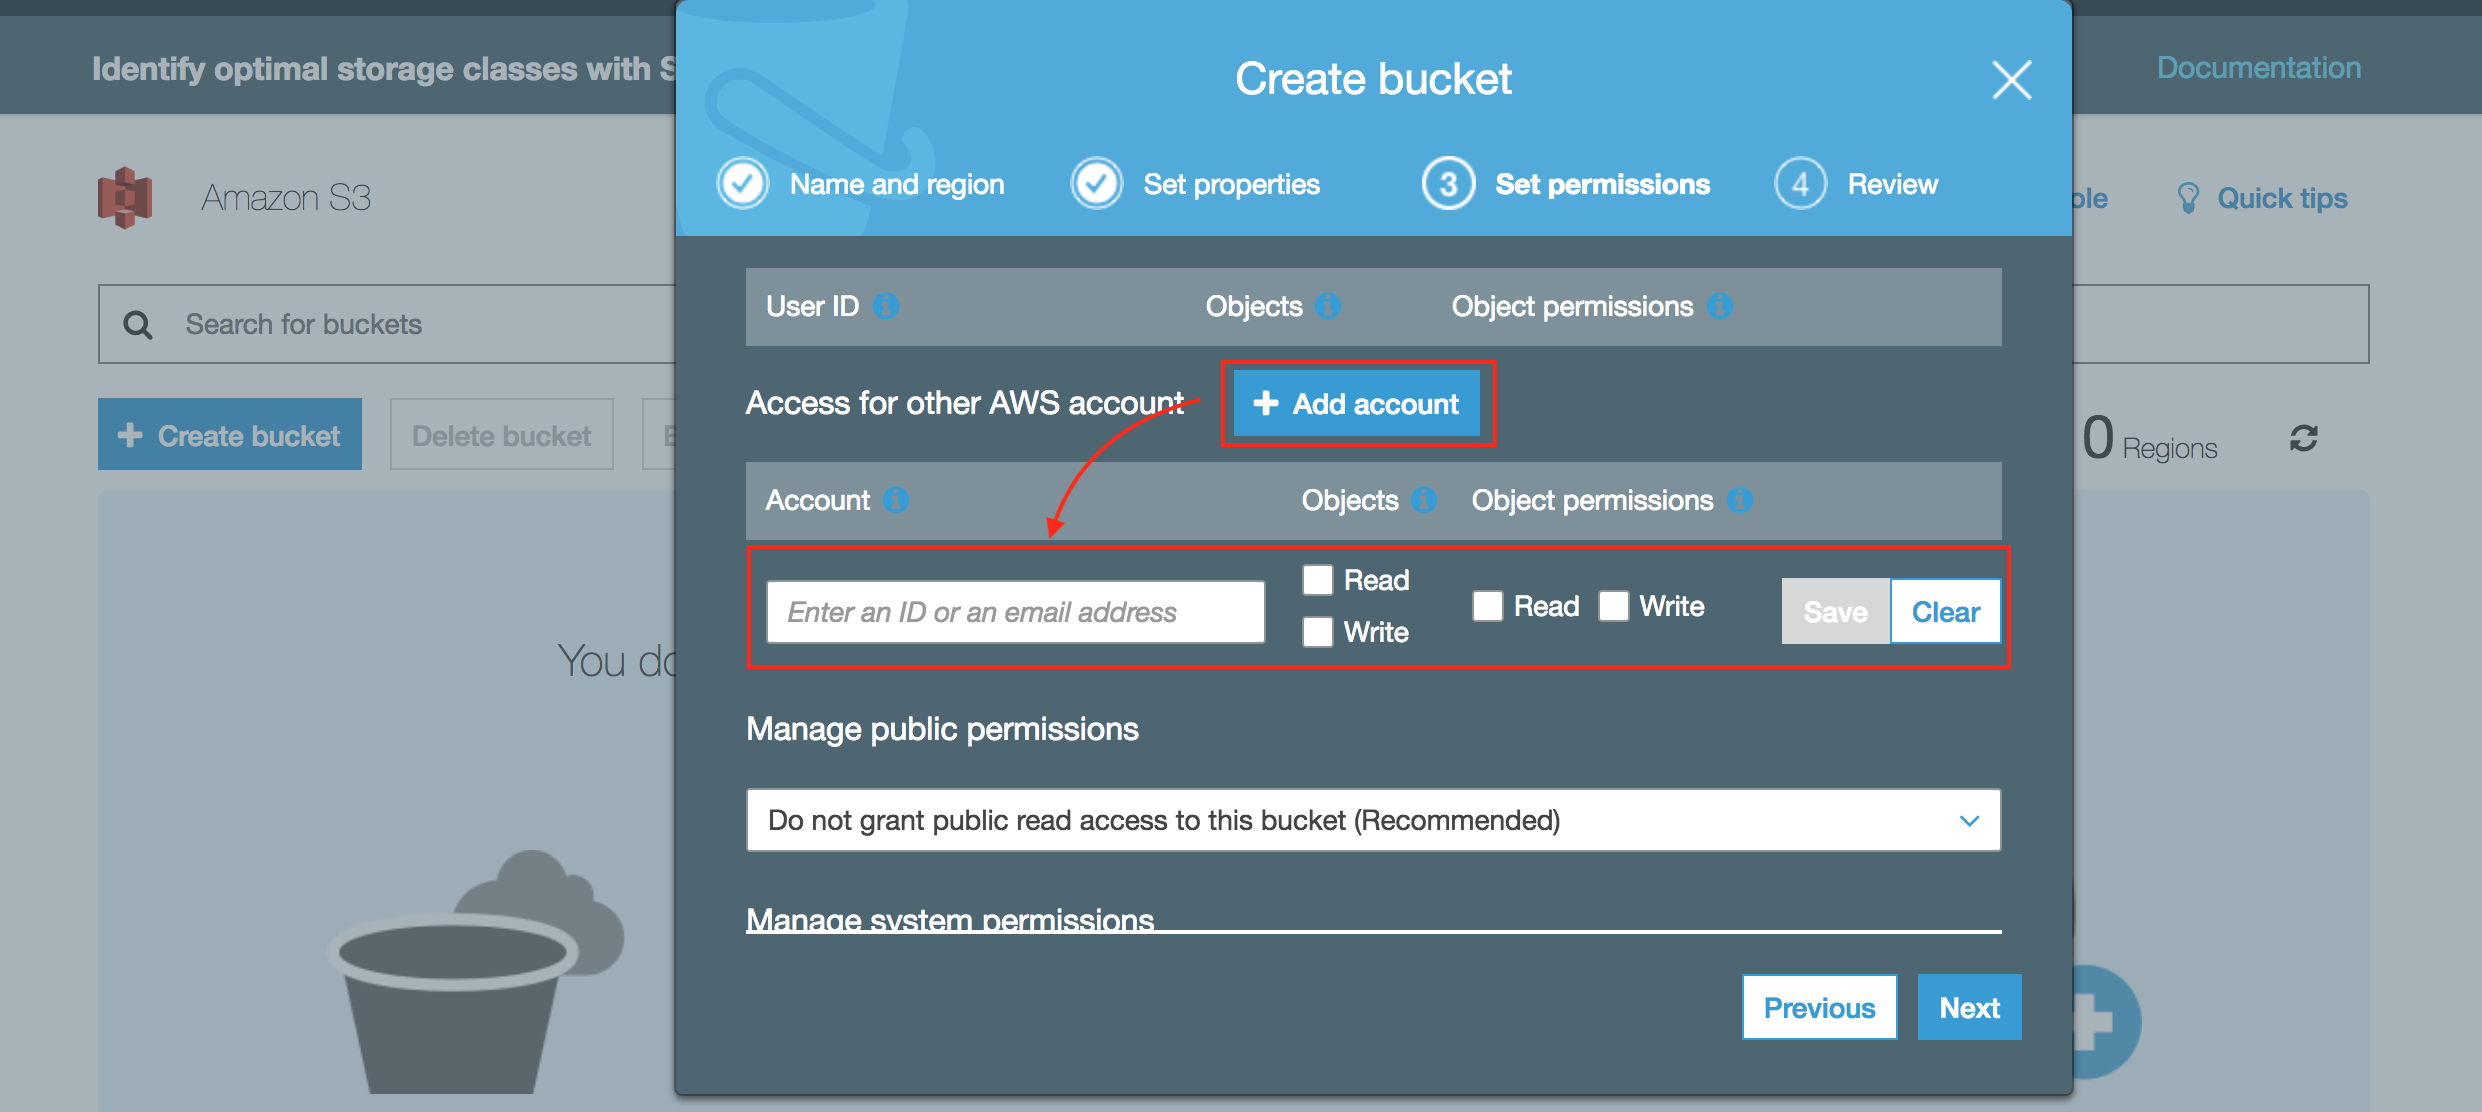 Identify optimal storage classes with S
Create bucket
Documentation
Name and region
Set properties
3 Set permissions
4 Review
Amazon S3
ole
Quick tips
User ID
Objects
Object permissions
Search for buckets
Access for other AWS account
Add account
Create bucket
Delete bucket
0 Regions
Account
Objects
Object permissions
Enter an ID or an email address
Read
Write
Read
Write
Save
Clear
You do
Manage public permissions
Do not grant public read access to this bucket (Recommended)
Manage system permissions
Previous
Next